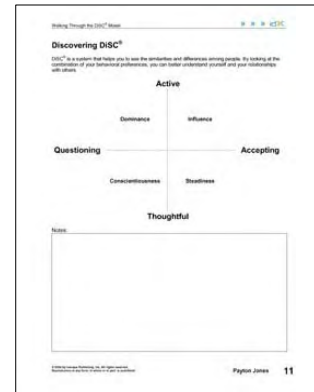 Walking Through the DiSC® Model
Discovering DiSC®
DiSC® is a system that helps you to see the similarities and differences among people. By looking at the
combination of your behavioral preferences, you can better understand yourself and your relationships
with others.
Active
Dominance Influence
Questioning Accepting
Conscientiousness Steadiness
Thoughtful
Notes:
Payton Jones 11